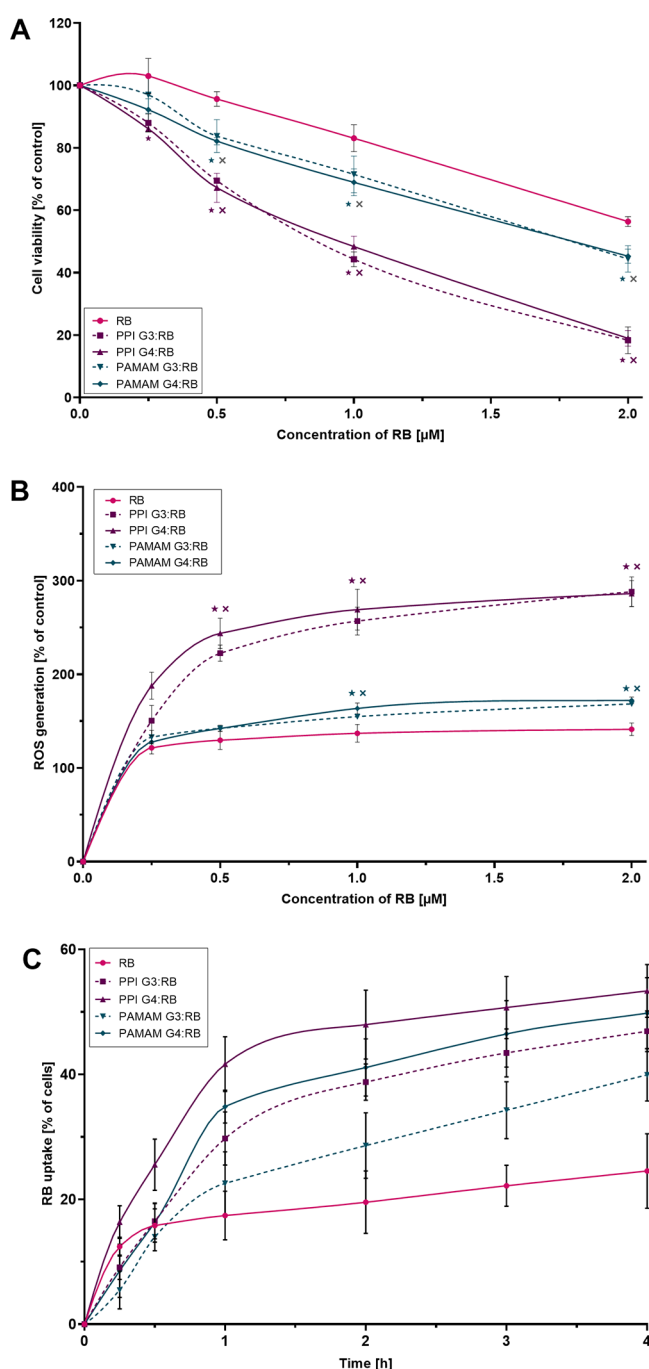 A
Cell viability [% of control]
120
100
80
60
40
20
0
RB
PPI G3:RB
PPI G4:RB
PAMAM G3:RB
PAMAM G4:RB
0.0 0.5 1.0 1.5 2.0
Concentration of RB [µM]
B
ROS generation [% of control]
400
300
200
100
0
RB
PPI G3:RB
PPI G4:RB
PAMAM G3:RB
PAMAM G4:RB
0.0 0.5 1.0 1.5 2.0
Concentration of RB [µM]
C
RB uptake [% of cells]
60
40
20
0
RB
PPI G3:RB
PPI G4:RB
PAMAM G3:RB
PAMAM G4:RB
0 1 2 3 4
Time [h]